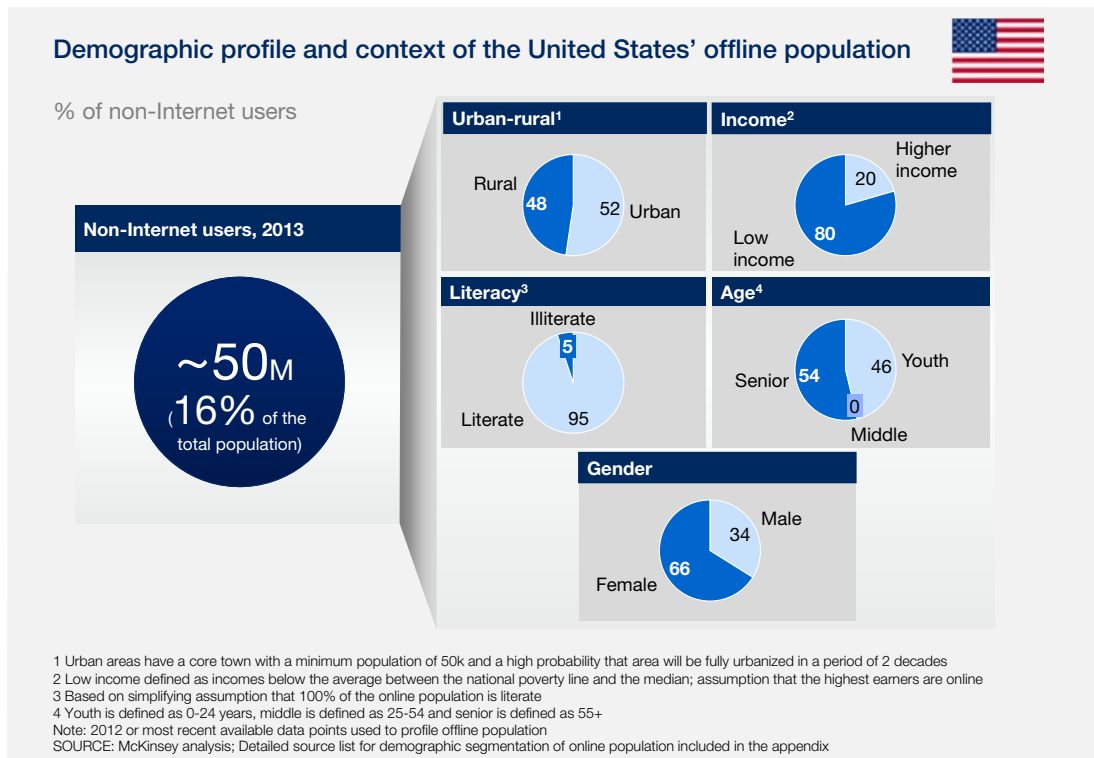 Demographic profile and context of the United States’ offline population
% of non-Internet users
Non-Internet users, 2013
~50M
(16% of the
total population)
Urban-rural¹
Rural
48
52
Urban
Income²
Higher
income
20
80
Low
income
Literacy³
Illiterate
5
Literate
95
Age⁴
Senior
54
46
Youth
0
Middle
Gender
Male
34
66
Female
1 Urban areas have a core town with a minimum population of 50k and a high probability that area will be fully urbanized in a period of 2 decades
2 Low income defined as incomes below the average between the national poverty line and the median; assumption that the highest earners are online
3 Based on simplifying assumption that 100% of the online population is literate
4 Youth is defined as 0-24 years, middle is defined as 25-54 and senior is defined as 55+
Note: 2012 or most recent available data points used to profile offline population
SOURCE: McKinsey analysis; Detailed source list for demographic segmentation of online population included in the appendix